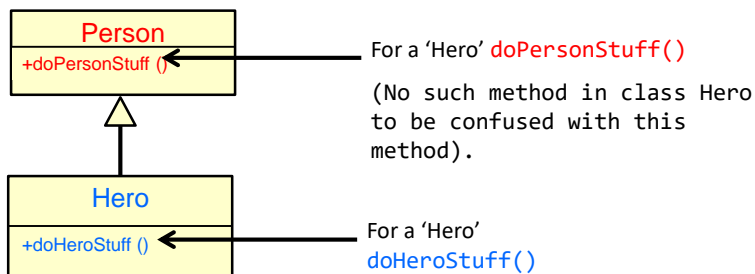 Person
+doPersonStuff ()
For a ‘Hero’ doPersonStuff()
(No such method in class Hero
to be confused with this
method).
Hero
+doHeroStuff ()
For a ‘Hero’
doHeroStuff()